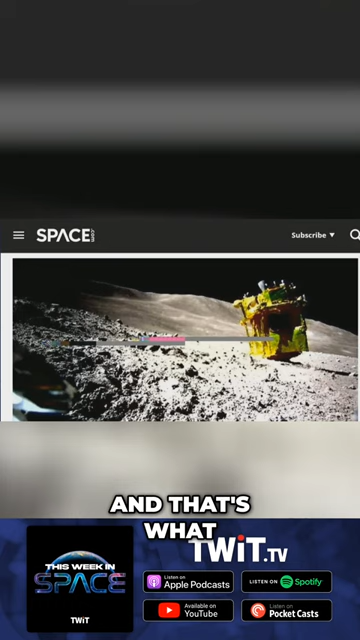 SPACE.COM
Subscribe ▼
AND THAT'S
WHAT
TWiT.TV
THIS WEEK IN
SPACE
TWiT
Listen on
Apple Podcasts
LISTEN ON
Spotify
Available on
YouTube
Listen on
Pocket Casts